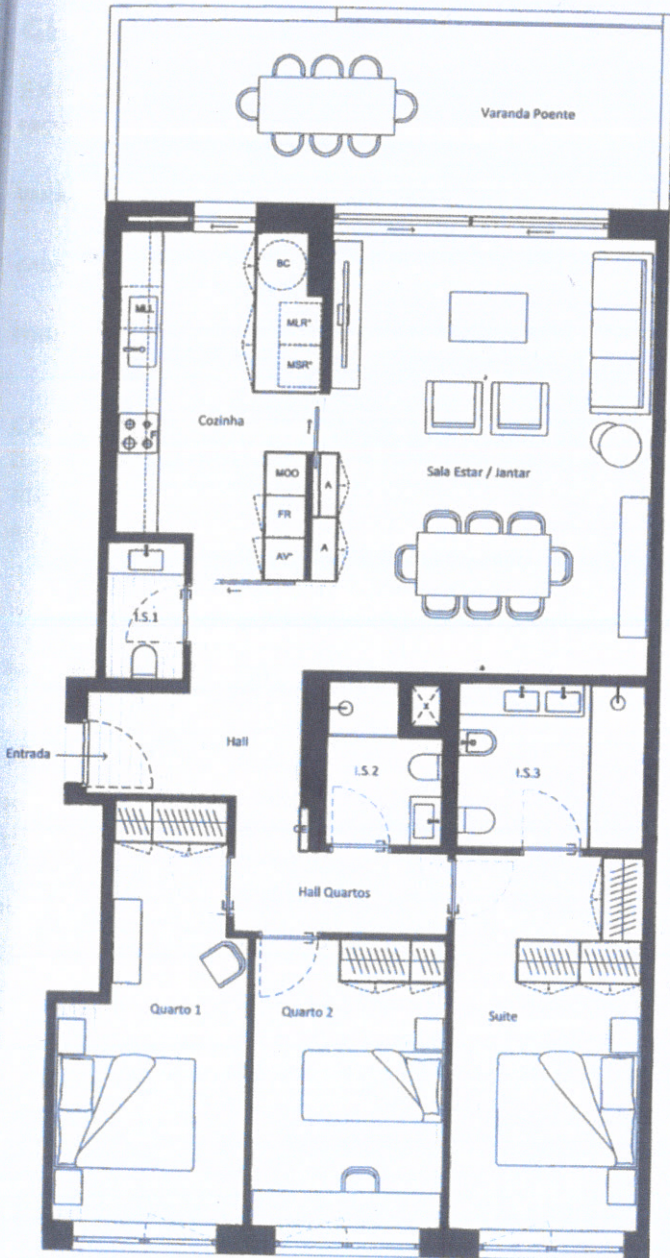 Varanda Poente
BC
MLL
MLR*
MSR*
Cozinha
F
MOO
A
Sala Estar / Jantar
FR
A
AV*
I.S.1
X
Hall
Entrada
I.S.2
I.S.3
CE
Hall Quartos
Quarto 1
Quarto 2
Suite